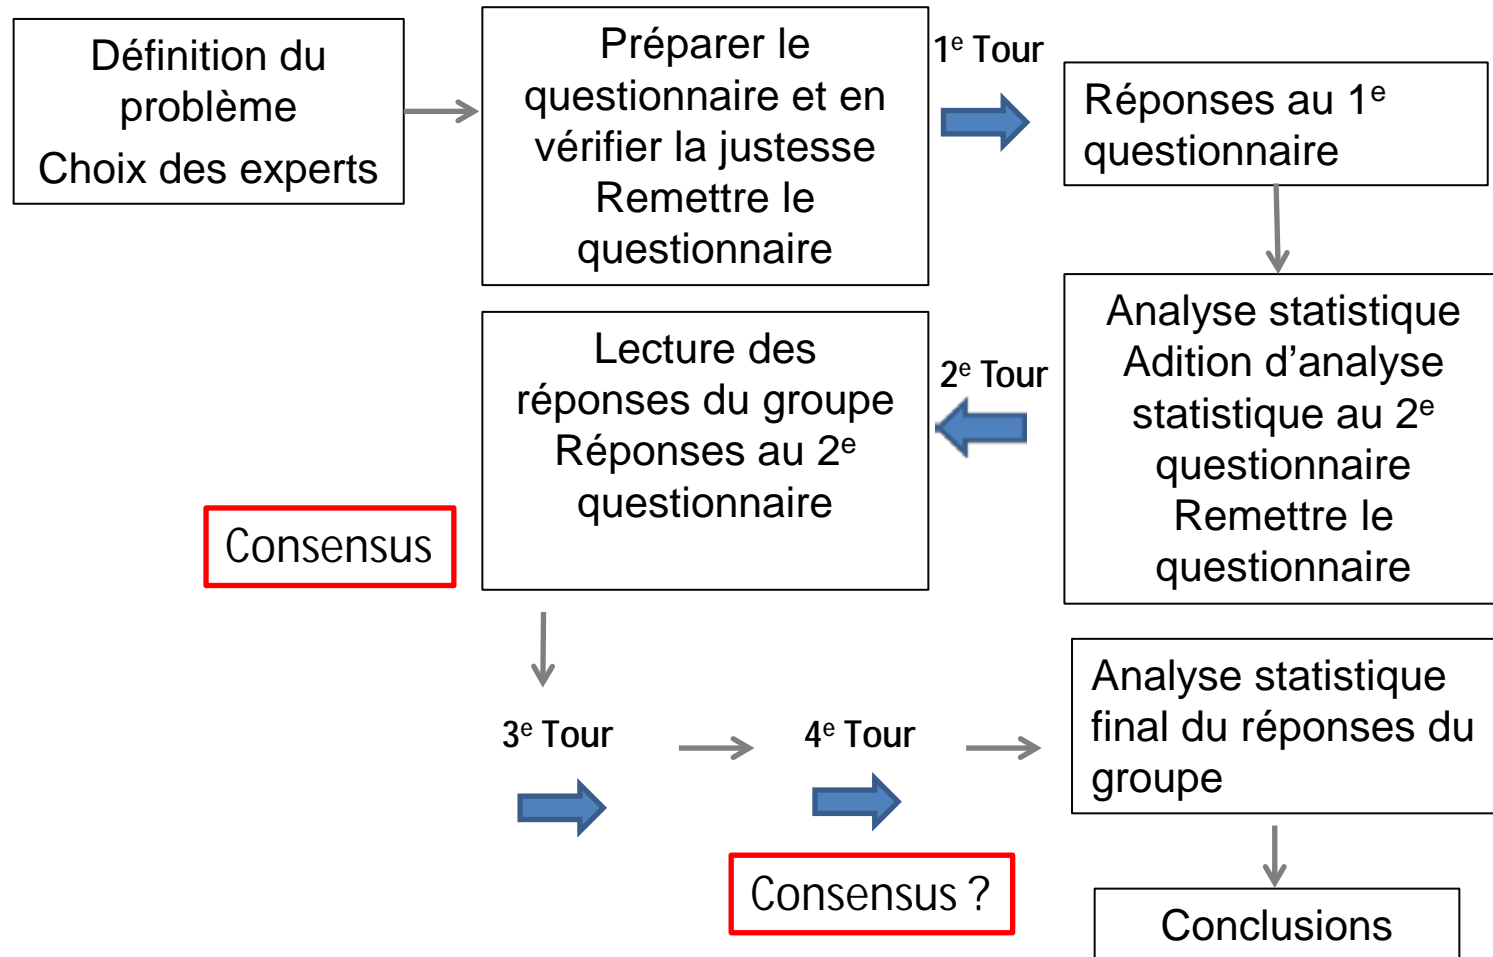 Définition du
problème
Choix des experts
Préparer le
questionnaire et en
vérifier la justesse
Remettre le
questionnaire
1e Tour
Réponses au 1e
questionnaire
Analyse statistique
Adition d’analyse
statistique au 2e
questionnaire
Remettre le
questionnaire
2e Tour
Lecture des
réponses du groupe
Réponses au 2e
questionnaire
Consensus
3e Tour
4e Tour
Consensus ?
Analyse statistique
final du réponses du
groupe
Conclusions